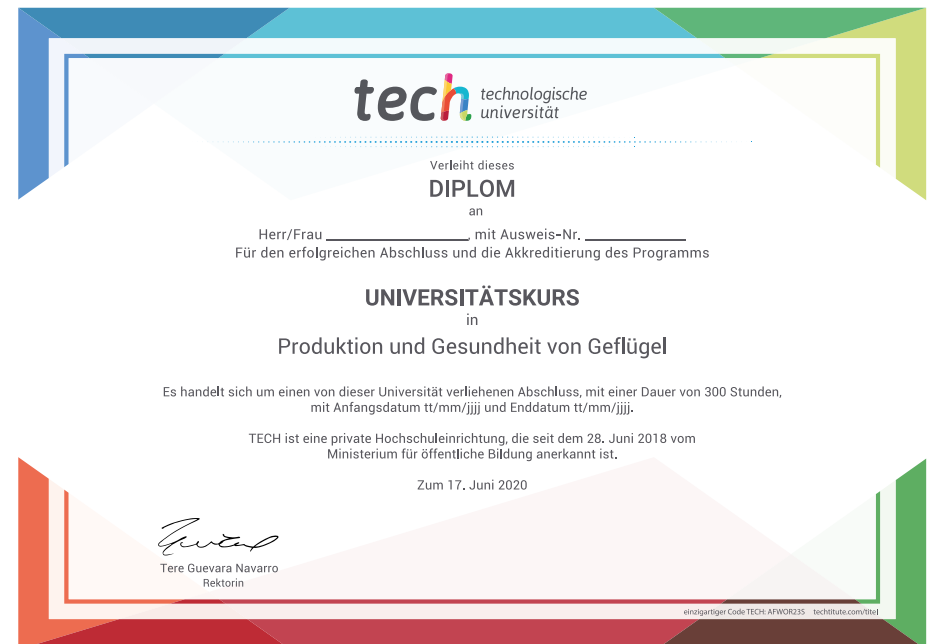 tech technologische
universität
Verleiht dieses
DIPLOM
an
Herr/Frau ____________, mit Ausweis-Nr. ____________
Für den erfolgreichen Abschluss und die Akkreditierung des Programms
UNIVERSITÄTSKURS
in
Produktion und Gesundheit von Geflügel
Es handelt sich um einen von dieser Universität verliehenen Abschluss, mit einer Dauer von 300 Stunden,
mit Anfangsdatum tt/mm/jjjj und Enddatum tt/mm/jjjj.
TECH ist eine private Hochschuleinrichtung, die seit dem 28. Juni 2018 vom
Ministerium für öffentliche Bildung anerkannt ist.
Zum 17. Juni 2020
Tere Guevara Navarro
Rektorin
einzigartiger Code TECH: AFWOR23S techtitute.com/titel